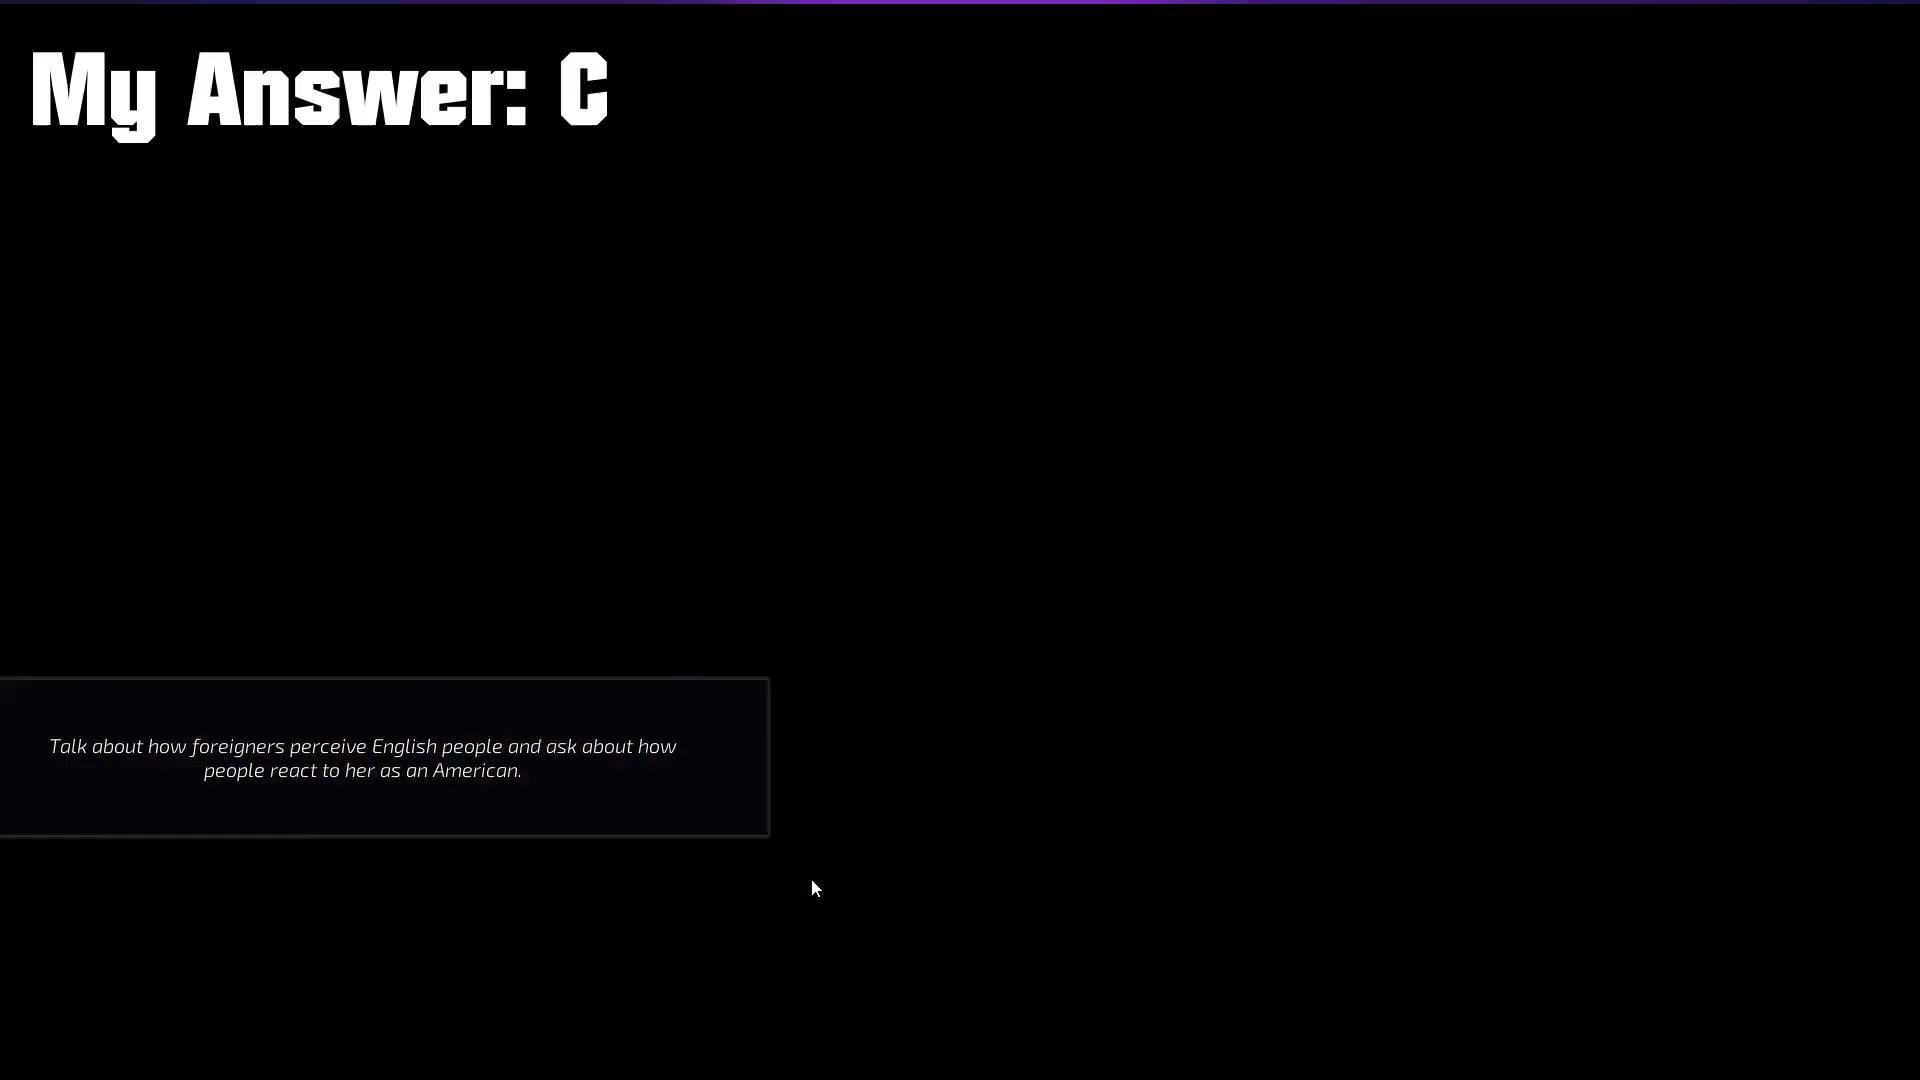 My Answer: C
Talk about how foreigners perceive English people and ask about how
people react to her as an American.